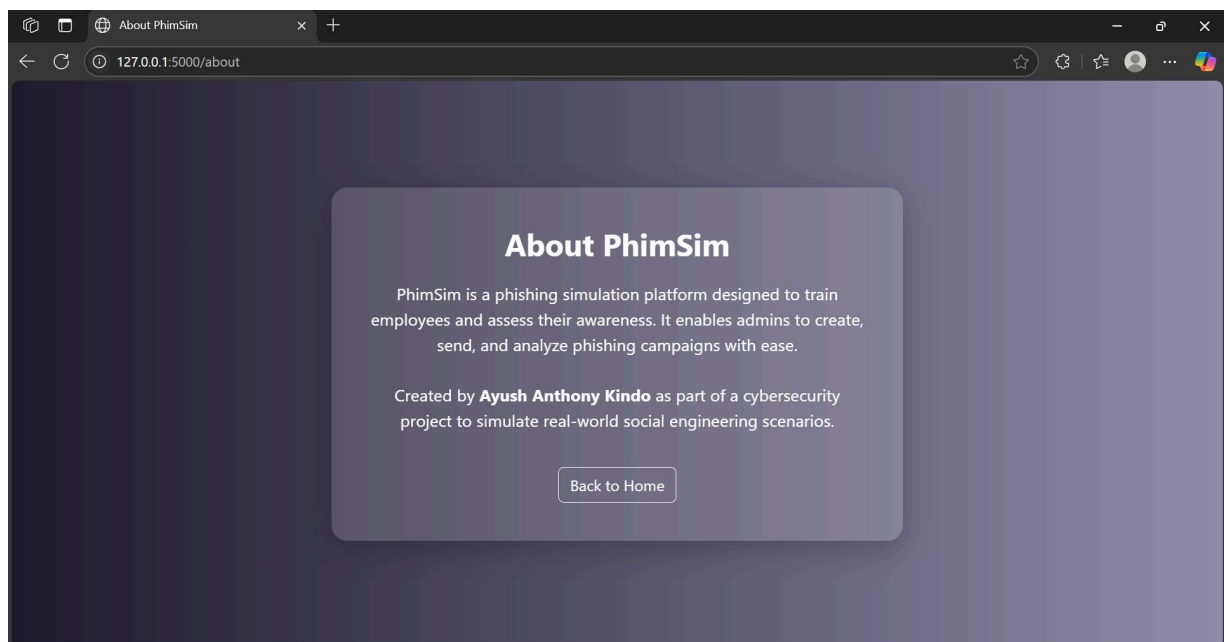 About PhimSim
127.0.0.1:5000/about
About PhimSim
PhimSim is a phishing simulation platform designed to train
employees and assess their awareness. It enables admins to create,
send, and analyze phishing campaigns with ease.
Created by Ayush Anthony Kindo as part of a cybersecurity
project to simulate real-world social engineering scenarios.
Back to Home